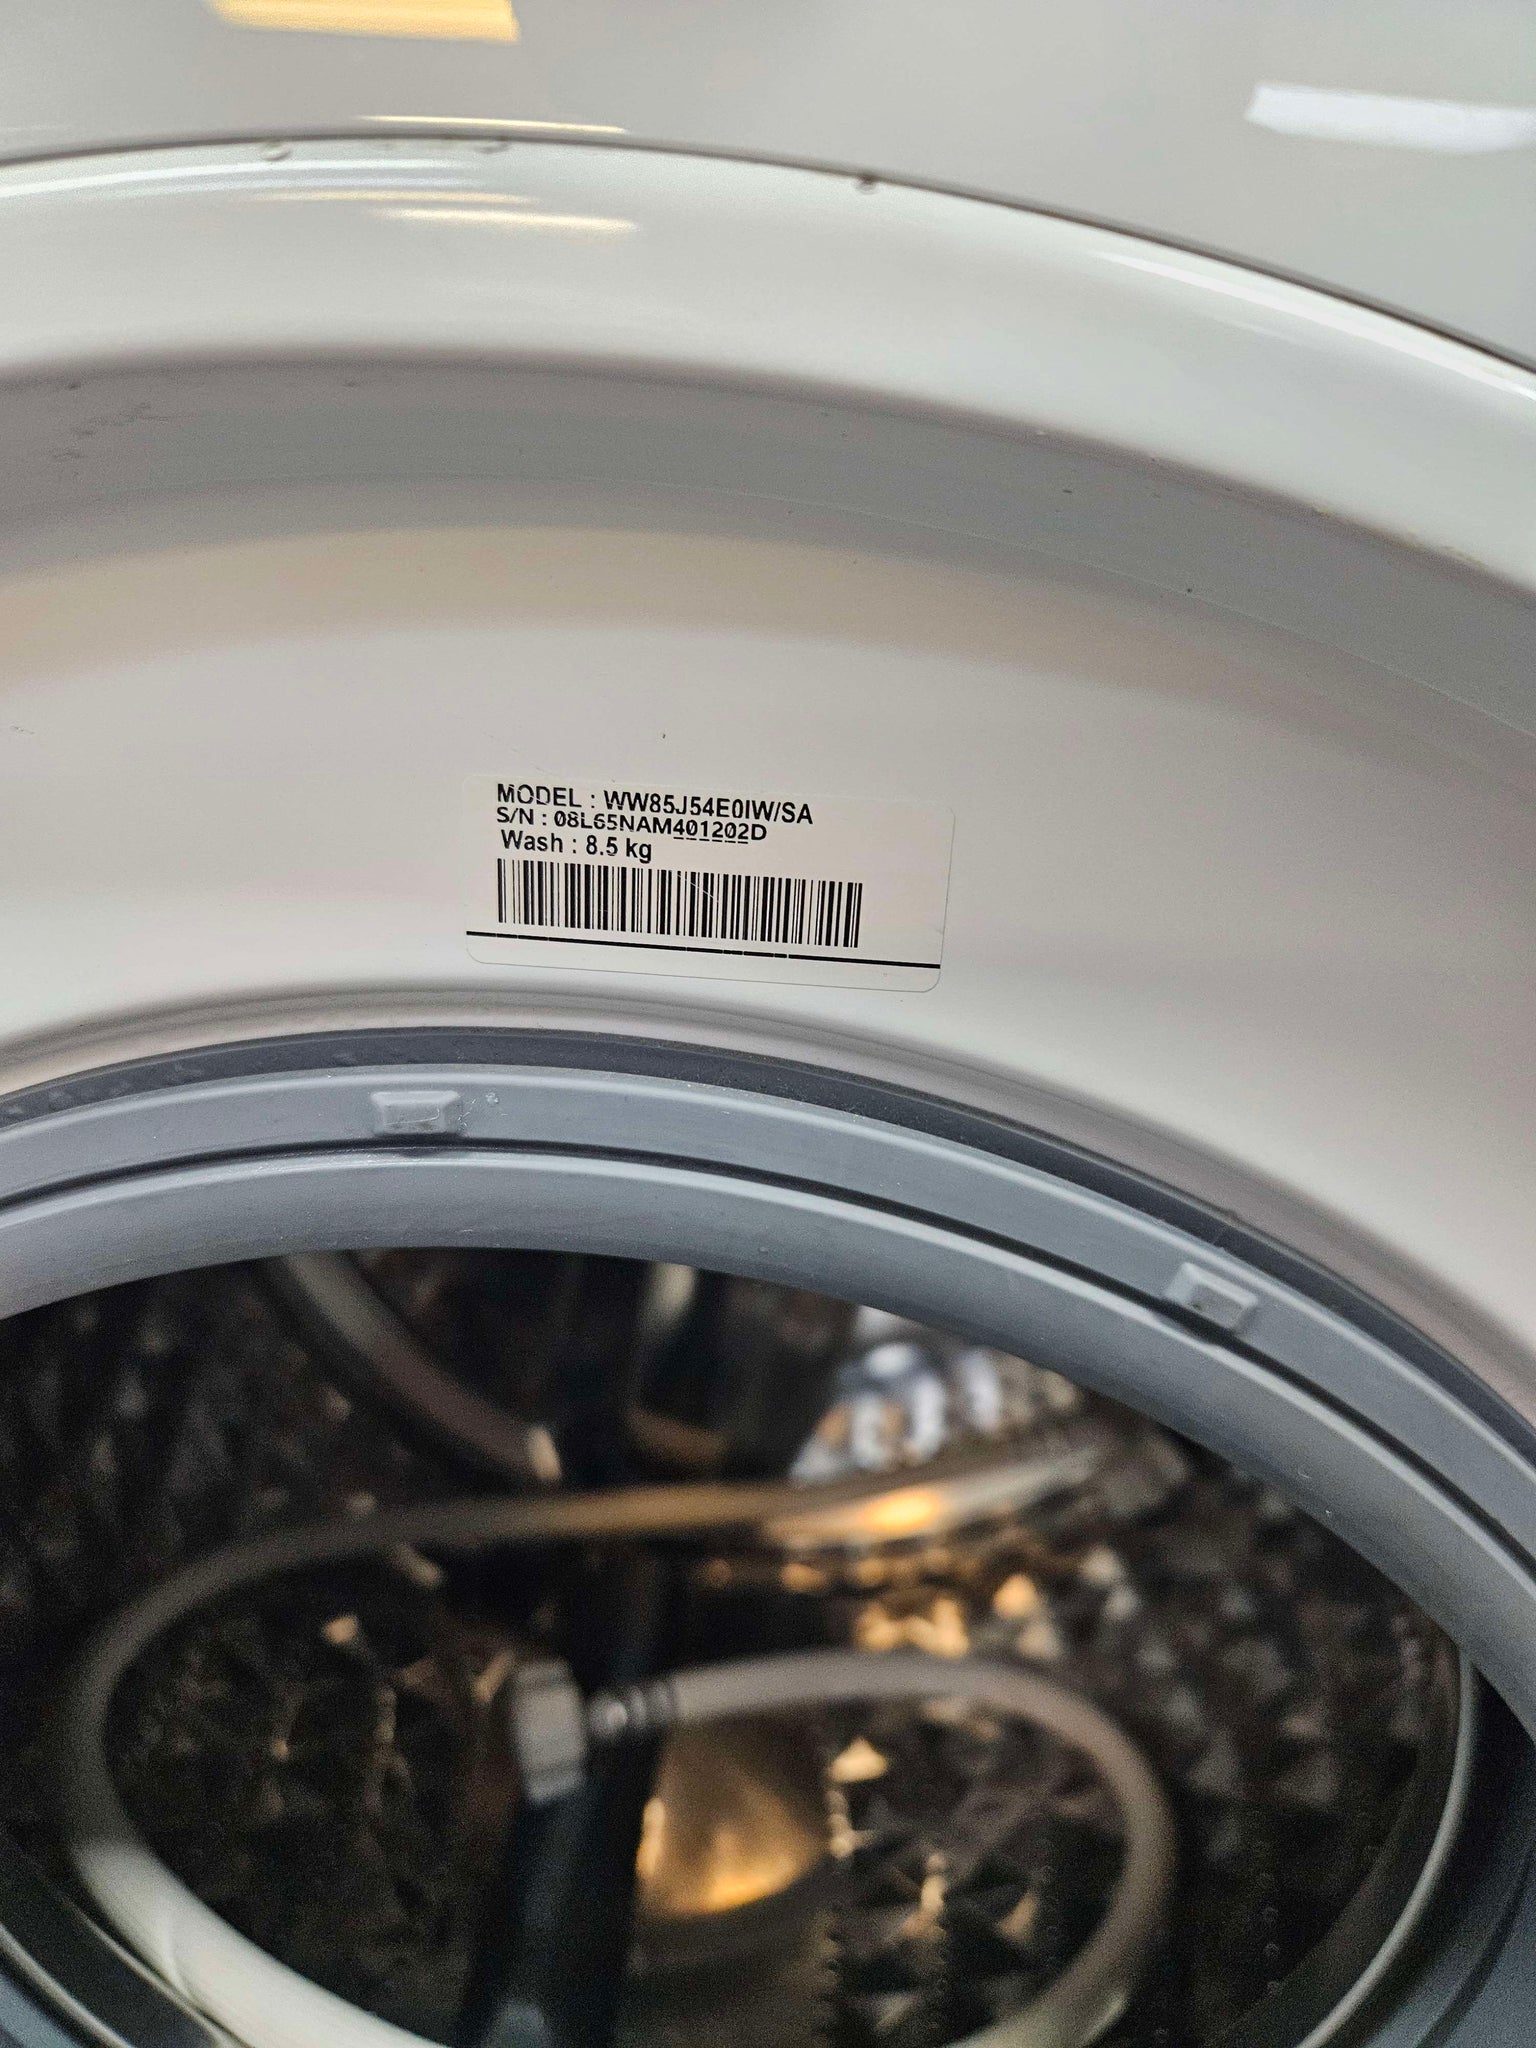 MODEL : WW85J54E0IW/SA
S/N : 08L65NAM401202D
Wash : 8.5 kg